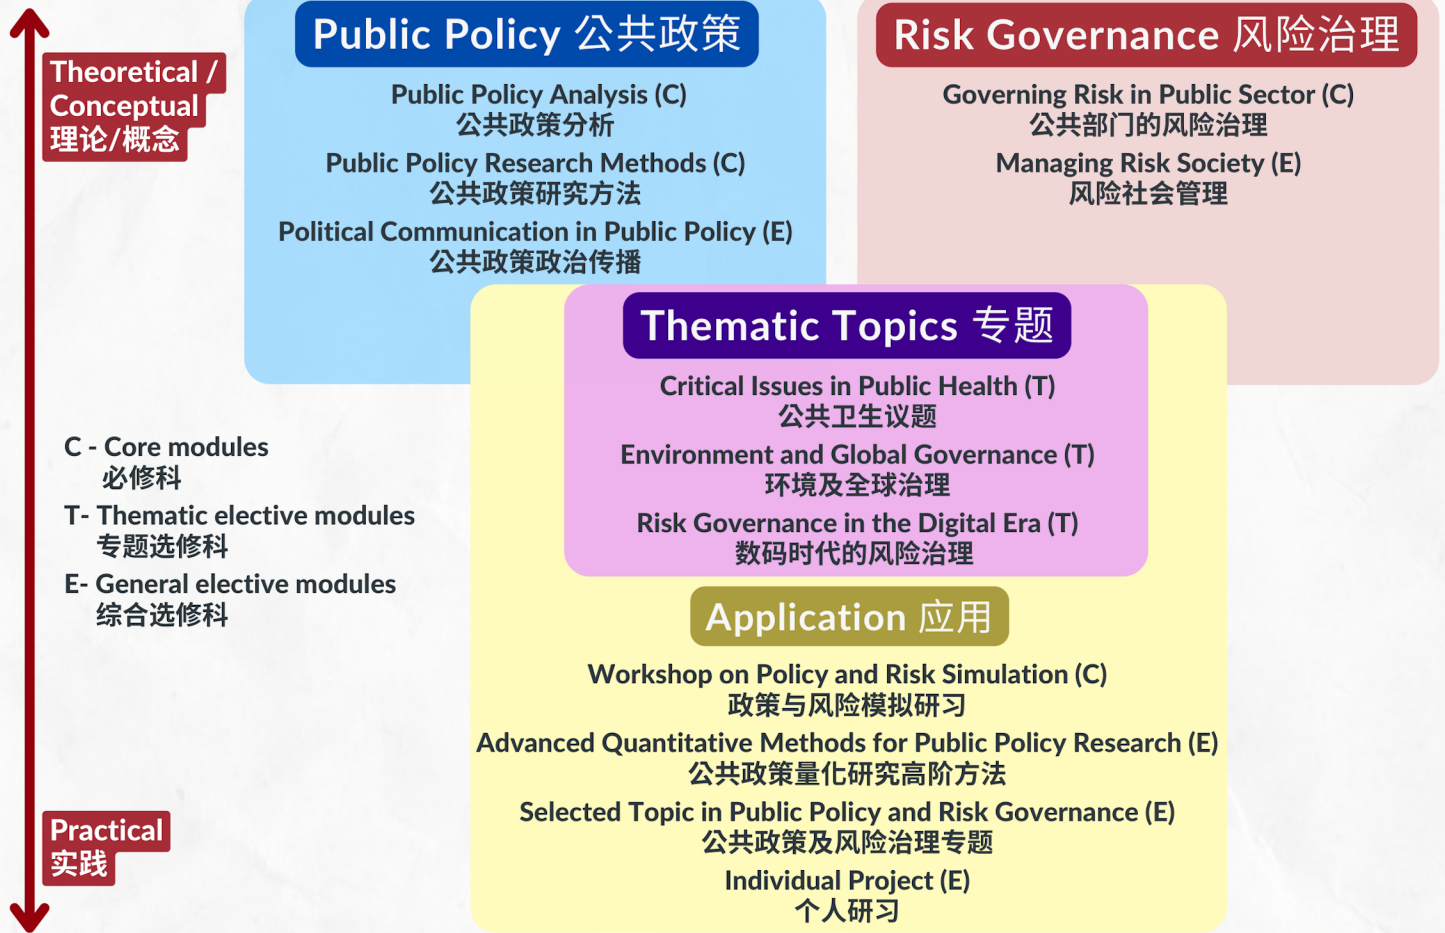 Theoretical /
Conceptual
理论/概念
Public Policy 公共政策
Public Policy Analysis (C)
公共政策分析
Public Policy Research Methods (C)
公共政策研究方法
Political Communication in Public Policy (E)
公共政策政治传播
Risk Governance 风险治理
Governing Risk in Public Sector (C)
公共部门的风险治理
Managing Risk Society (E)
风险社会管理
Thematic Topics 专题
Critical Issues in Public Health (T)
公共卫生议题
Environment and Global Governance (T)
环境及全球治理
Risk Governance in the Digital Era (T)
数码时代的风险治理
C - Core modules
必修科
T- Thematic elective modules
专题选修科
E- General elective modules
综合选修科
Application 应用
Workshop on Policy and Risk Simulation (C)
政策与风险模拟研习
Advanced Quantitative Methods for Public Policy Research (E)
公共政策量化研究高阶方法
Selected Topic in Public Policy and Risk Governance (E)
公共政策及风险治理专题
Individual Project (E)
个人研习
Practical
实践